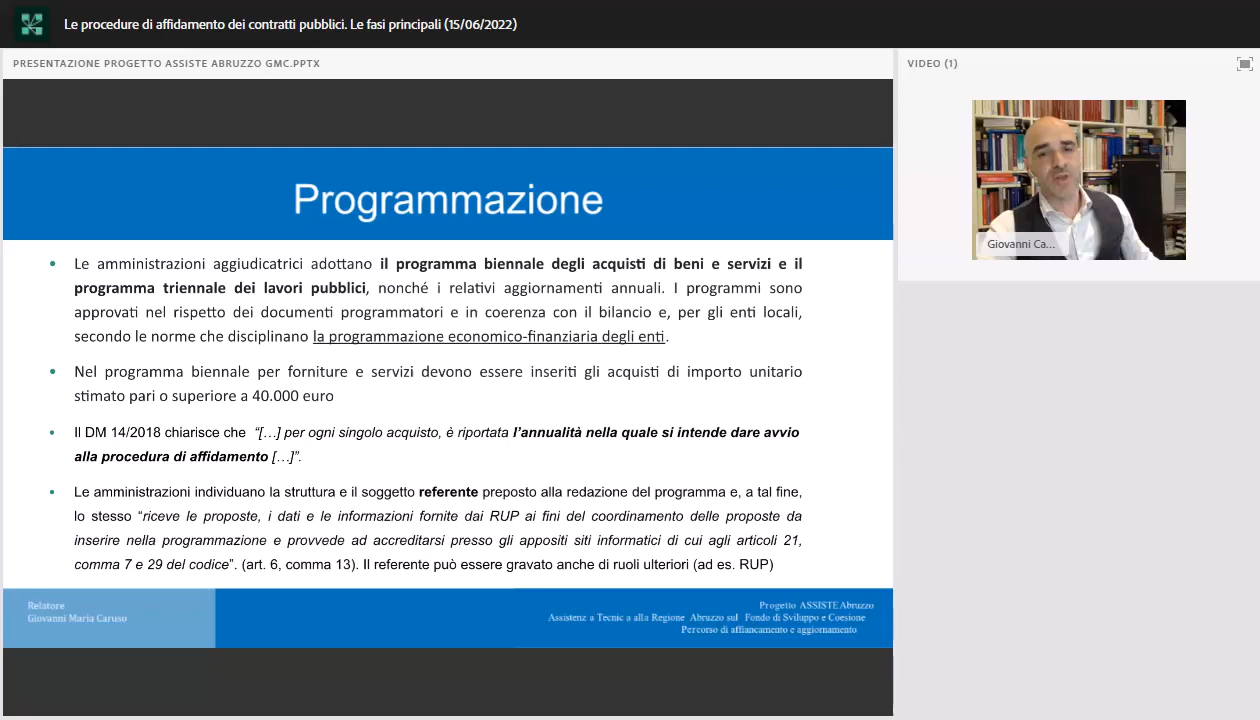 Le procedure di affidamento dei contratti pubblici. Le fasi principali (15/06/2022)
PRESENTAZIONE PROGETTO ASSISTE ABRUZZO GMC.PPTX
VIDEO (1)
Programmazione
• Le amministrazioni aggiudicatrici adottano il programma biennale degli acquisti di beni e servizi e il
programma triennale dei lavori pubblici, nonché i relativi aggiornamenti annuali. I programmi sono
approvati nel rispetto dei documenti programmatori e in coerenza con il bilancio e, per gli enti locali,
secondo le norme che disciplinano la programmazione economico-finanziaria degli enti.
• Nel programma biennale per forniture e servizi devono essere inseriti gli acquisti di importo unitario
stimato pari o superiore a 40.000 euro
• Il DM 14/2018 chiarisce che “[…] per ogni singolo acquisto, è riportata l’annualità nella quale si intende dare avvio
alla procedura di affidamento […]”.
• Le amministrazioni individuano la struttura e il soggetto referente preposto alla redazione del programma e, a tal fine,
lo stesso “riceve le proposte, i dati e le informazioni fornite dai RUP ai fini del coordinamento delle proposte da
inserire nella programmazione e provvede ad accreditarsi presso gli appositi siti informatici di cui agli articoli 21,
comma 7 e 29 del codice”. (art. 6, comma 13). Il referente può essere gravato anche di ruoli ulteriori (ad es. RUP)
Relatore
Giovanni Maria Caruso
Progetto ASSISTE Abruzzo
Assistenz a Tecnic a alla Regione Abruzzo sul Fondo di Sviluppo e Coesione
Percorso di affiancamento e aggiornamento
Giovanni Ca...